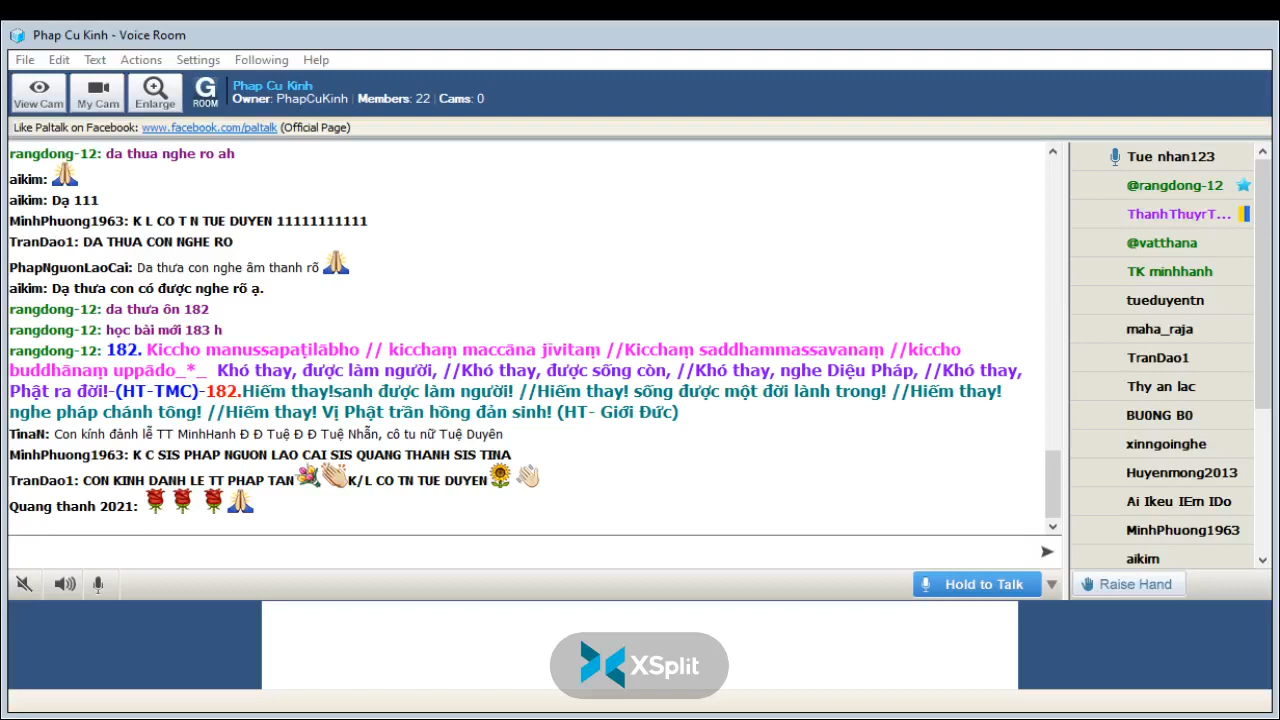 Phap Cu Kinh - Voice Room
File Edit Text Actions Settings Following Help
View Cam My Cam Enlarge G ROOM
Phap Cu Kinh
Owner: PhapCuKinh | Members: 22 | Cams: 0
Like Paltalk on Facebook: www.facebook.com/paltalk (Official Page)
rangdong-12: da thua nghe ro ah
aikim:
aikim: Dạ 111
MinhPhuong1963: K L CO T N TUE DUYEN 11111111111
TranDao1: DA THUA CON NGHE RO
PhapNguonLaoCai: Da thưa con nghe âm thanh rõ
aikim: Dạ thưa con có được nghe rõ ạ.
rangdong-12: da thưa ôn 182
rangdong-12: học bài mới 183 h
rangdong-12: 182. Kiccho manussapaṭilābho // kicchaṃ maccāna jīvitaṃ //Kicchaṃ saddhammassavanaṃ //kiccho
buddhānaṃ uppādo_*_ Khó thay, được làm người, //Khó thay, được sống còn, //Khó thay, nghe Diệu Pháp, //Khó thay,
Phật ra đời!-(HT-TMC)-182.Hiếm thay!sanh được làm người! //Hiếm thay! sống được một đời lành trong! //Hiếm thay!
nghe pháp chánh tông! //Hiếm thay! Vị Phật trần hồng đản sinh! (HT- Giới Đức)
TinaN: Con kính đảnh lễ TT MinhHanh Đ Đ Tuệ Đ Đ Tuệ Nhẫn, cô tu nữ Tuệ Duyên
MinhPhuong1963: K C SIS PHAP NGUON LAO CAI SIS QUANG THANH SIS TINA
TranDao1: CON KINH DANH LE TT PHAP TAN K/L CO TN TUE DUYEN
Quang thanh 2021:
Tue nhan123
@rangdong-12
ThanhThuyrT...
@vatthana
TK minhhanh
tueduyentn
maha_raja
TranDao1
Thy an lac
BU0NG B0
xinngoinghe
Huyenmong2013
Ai Ikeu IEm IDo
MinhPhuong1963
aikim
Hold to Talk
Raise Hand
XSplit